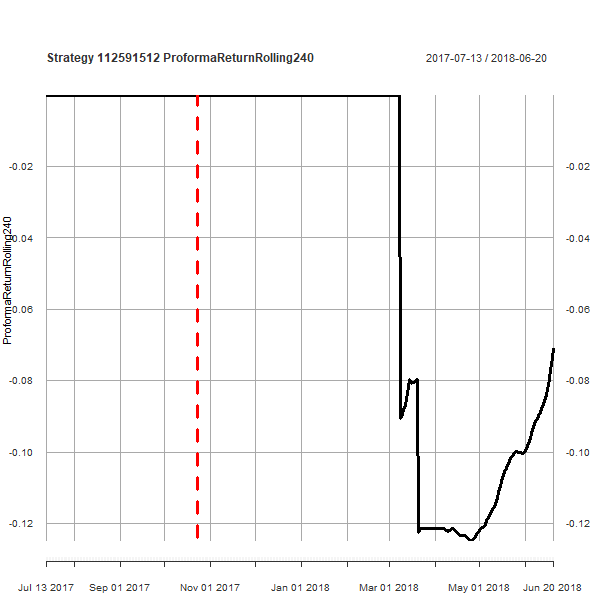 Strategy 112591512 ProformaReturnRolling240
2017-07-13 / 2018-06-20
-0.02
-0.04
-0.06
-0.08
-0.10
-0.12
ProformaReturnRolling240
-0.02
-0.04
-0.06
-0.08
-0.10
-0.12
Jul 13 2017
Sep 01 2017
Nov 01 2017
Jan 01 2018
Mar 01 2018
May 01 2018
Jun 20 2018